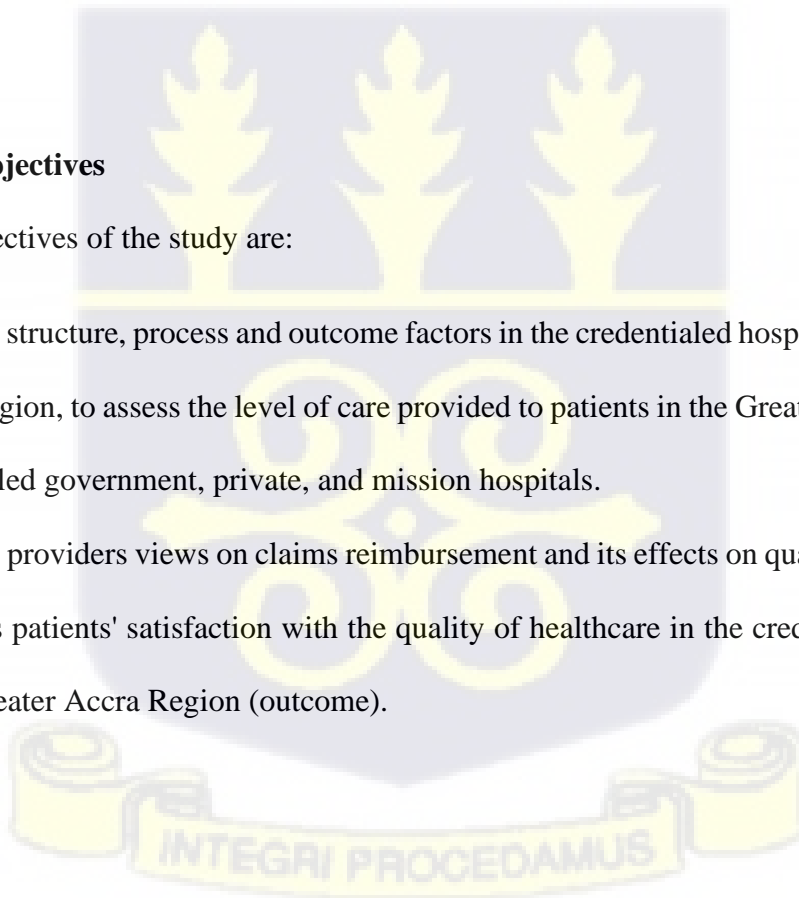 jectives
ectives of the study are:
structure, process and outcome factors in the credentialed hosp
gion, to assess the level of care provided to patients in the Great
led government, private, and mission hospitals.
providers views on claims reimbursement and its effects on qua
s patients' satisfaction with the quality of healthcare in the cred
eater Accra Region (outcome).
INTEGRI PROCEDAMUS